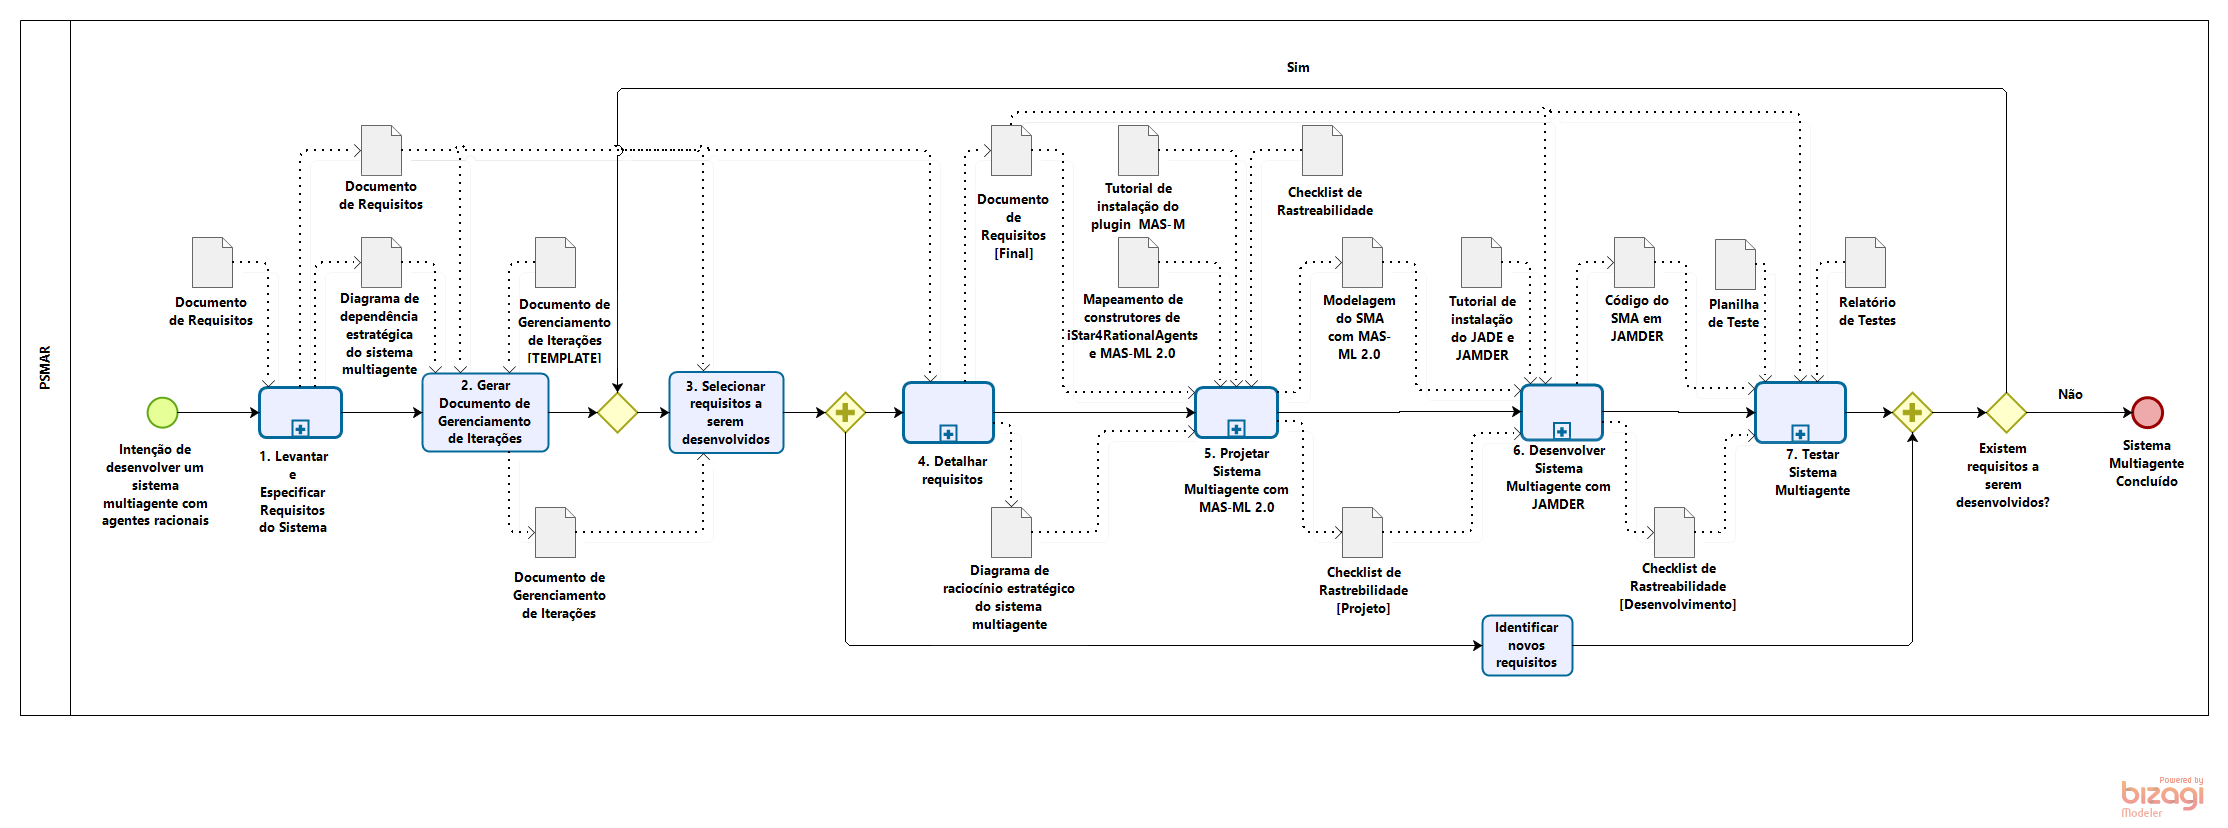 PSMAR
Sim
Documento
de Requisitos
Documento
de
Requisitos
[Final]
Tutorial de
instalação do
plugin MAS-M
Checklist de
Rastreabilidade
Documento
de Requisitos
Diagrama de
dependência
estratégica
do sistema
multiagente
Documento de
Gerenciamento
de Iterações
[TEMPLATE]
Mapeamento de
construtores de
iStar4RationalAgents
e MAS-ML 2.0
Modelagem
do SMA
com MAS-
ML 2.0
Tutorial de
instalação
do JADE e
JAMDER
Código do
SMA em
JAMDER
Planilha
de Teste
Relatório
de Testes
Intenção de
desenvolver um
sistema
multiagente com
agentes racionais
1. Levantar
e
Especificar
Requisitos
do Sistema
2. Gerar
Documento de
Gerenciamento
de Iterações
3. Selecionar
requisitos a
serem
desenvolvidos
4. Detalhar
requisitos
5. Projetar
Sistema
Multiagente com
MAS-ML 2.0
6. Desenvolver
Sistema
Multiagente com
JAMDER
7. Testar
Sistema
Multiagente
Existem
requisitos a
serem
desenvolvidos?
Não
Sistema
Multiagente
Concluído
Documento de
Gerenciamento
de Iterações
Diagrama de
raciocínio estratégico
do sistema
multiagente
Checklist de
Rastrebilidade
[Projeto]
Checklist de
Rastreabilidade
[Desenvolvimento]
Identificar
novos
requisitos
Powered by
bizagi
Modeler